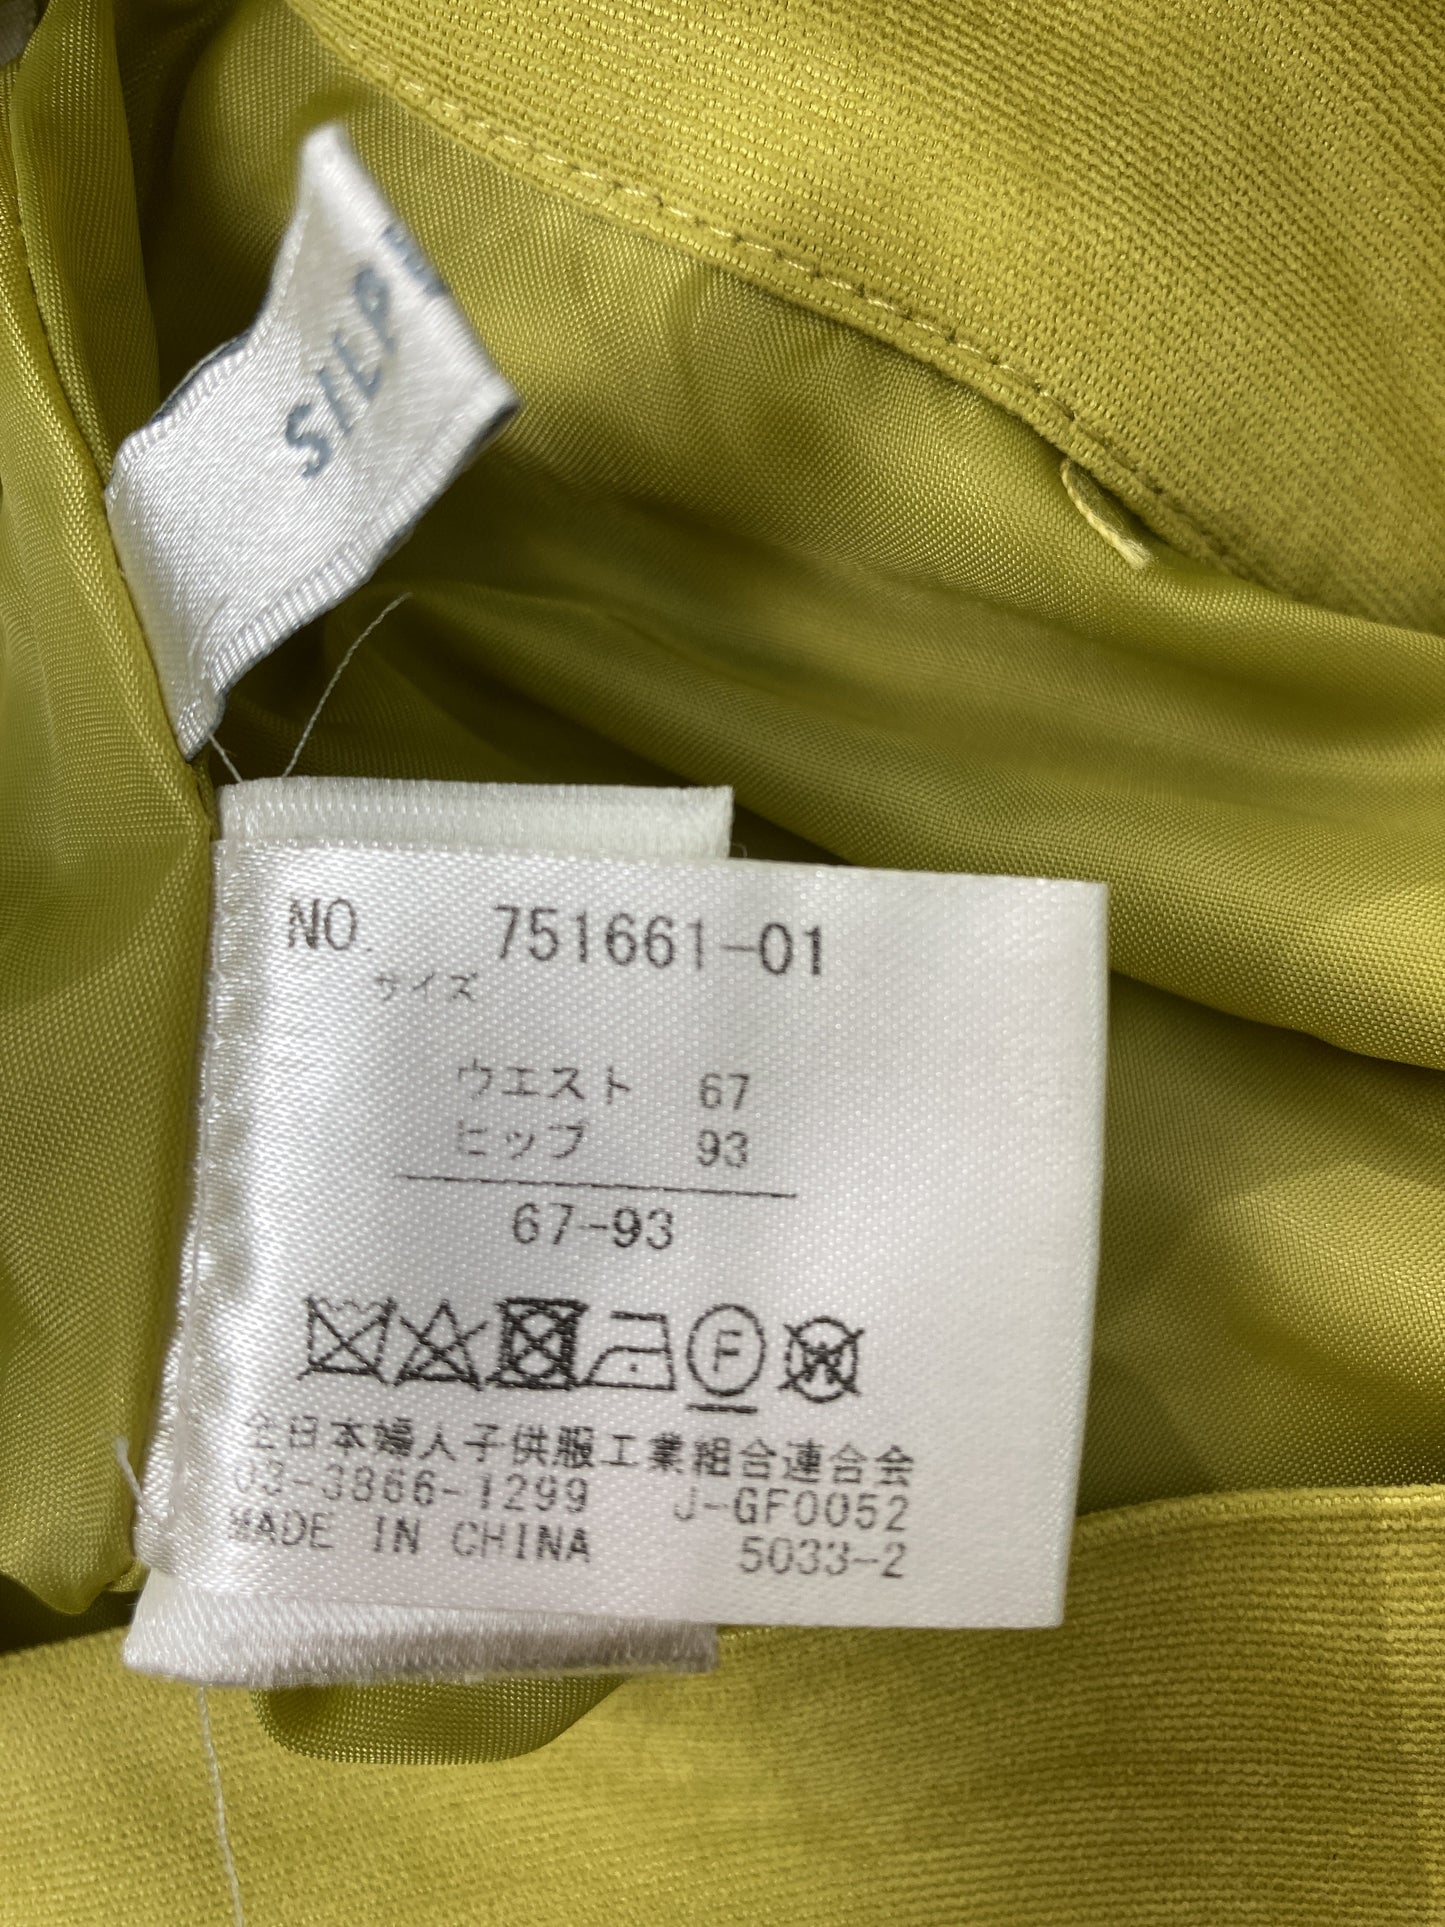 SILP
NO. 751661-01
サイズ
ウエスト 67
ヒップ 93
67-93
F
W
全日本婦人子供服工業組合連合会
03-3866-1299 J-GF0052
MADE IN CHINA 5033-2